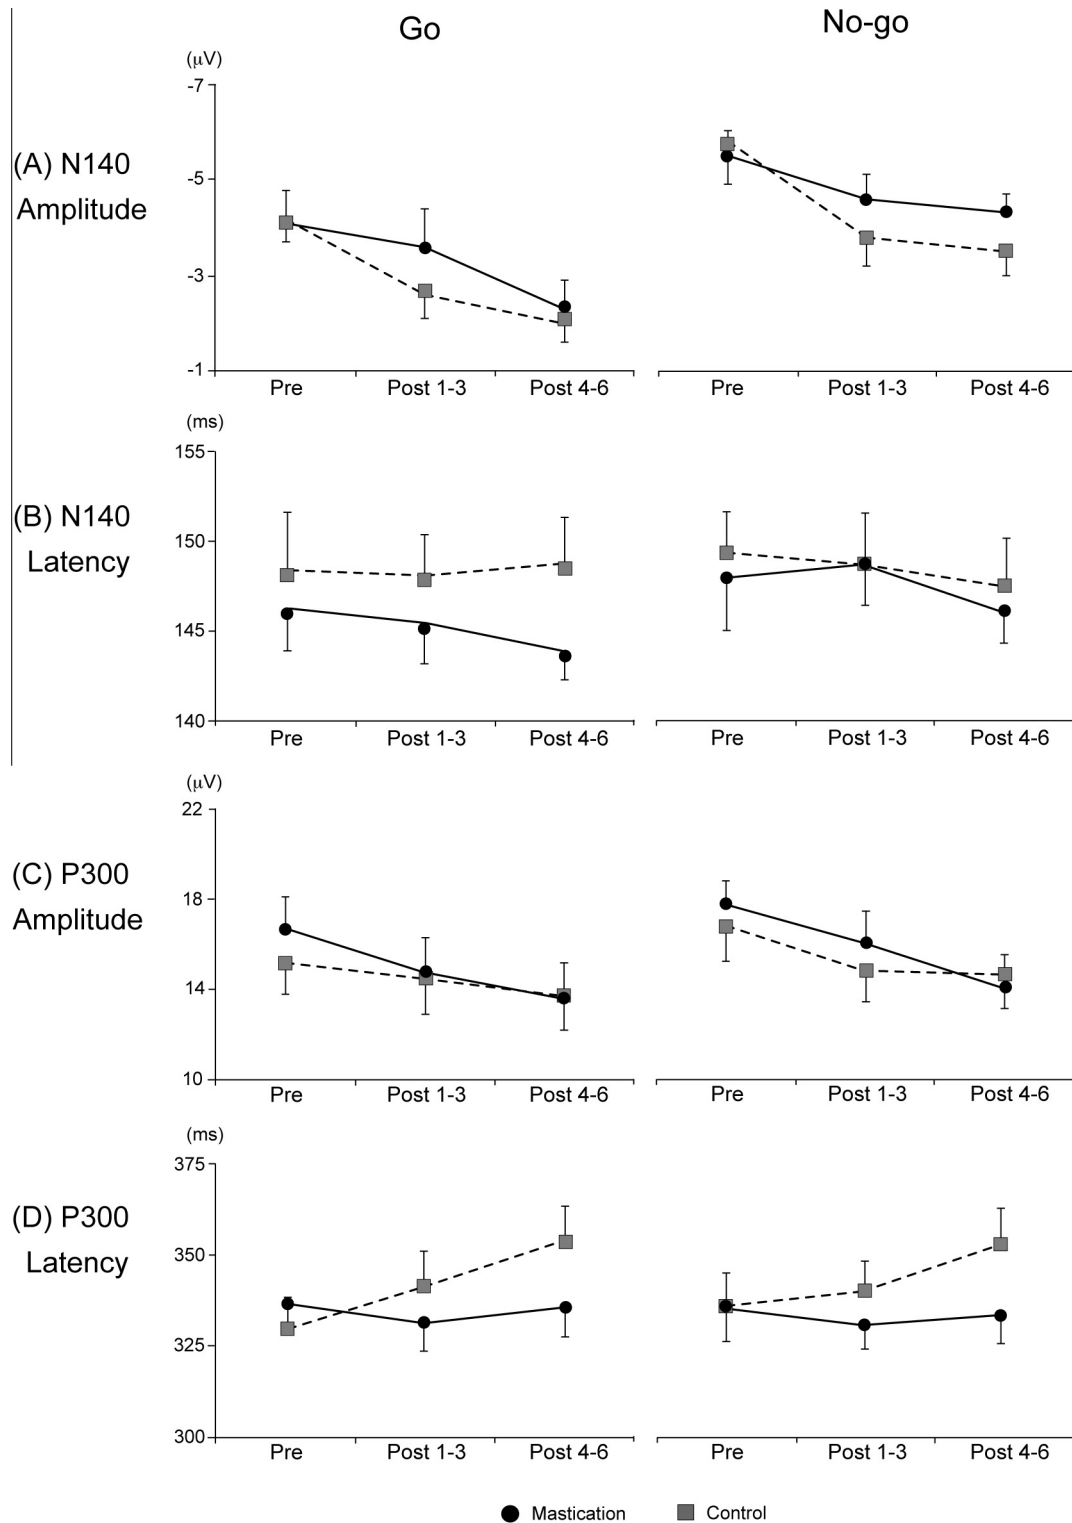 Go
No-go
(μV)
(A) N140
Amplitude
-7
-5
-3
-1
Pre Post 1-3 Post 4-6
Pre Post 1-3 Post 4-6
(ms)
(B) N140
Latency
155
150
145
140
Pre Post 1-3 Post 4-6
Pre Post 1-3 Post 4-6
(μV)
(C) P300
Amplitude
22
18
14
10
Pre Post 1-3 Post 4-6
Pre Post 1-3 Post 4-6
(ms)
(D) P300
Latency
375
350
325
300
Pre Post 1-3 Post 4-6
Pre Post 1-3 Post 4-6
Mastication
Control